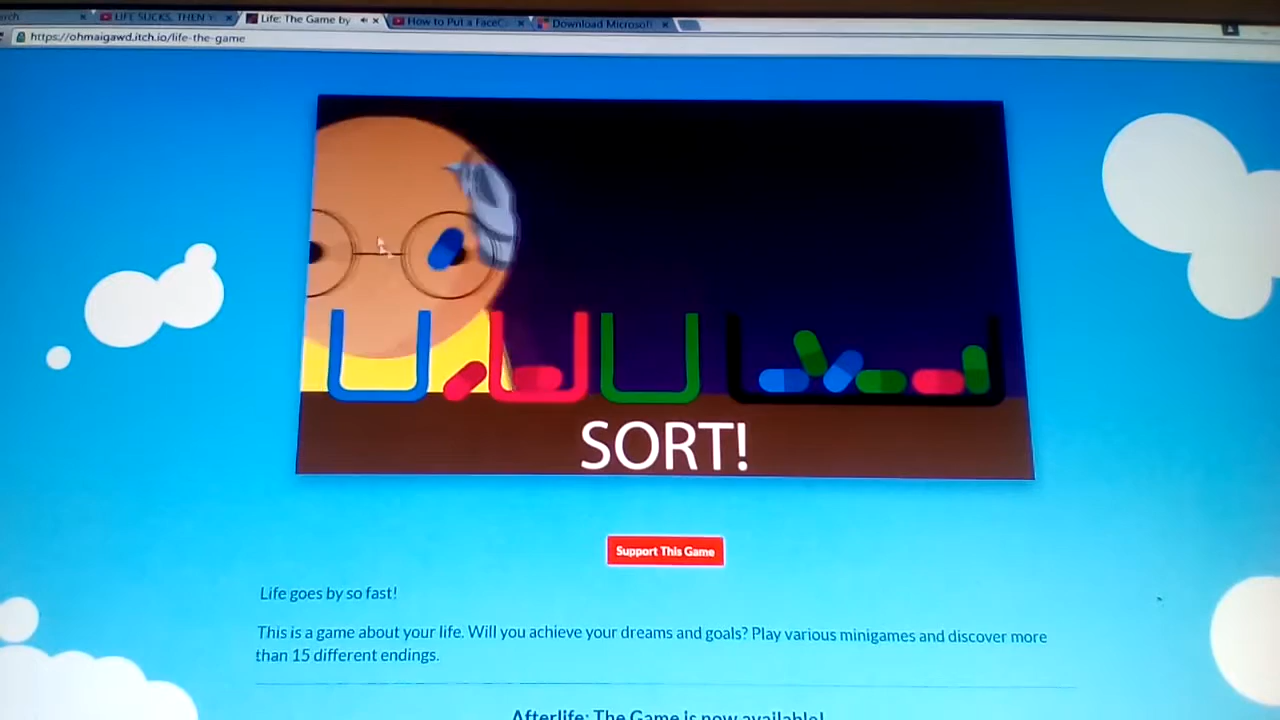 LIFE SUCKS, THEN
Life: The Game by
How to Put a FaceC
Download Microsoft
https://ohmaigawd.itch.io/life-the-game
SORT!
Support This Game
Life goes by so fast!
This is a game about your life. Will you achieve your dreams and goals? Play various minigames and discover more
than 15 different endings.
Afterlife: The Game is now available!